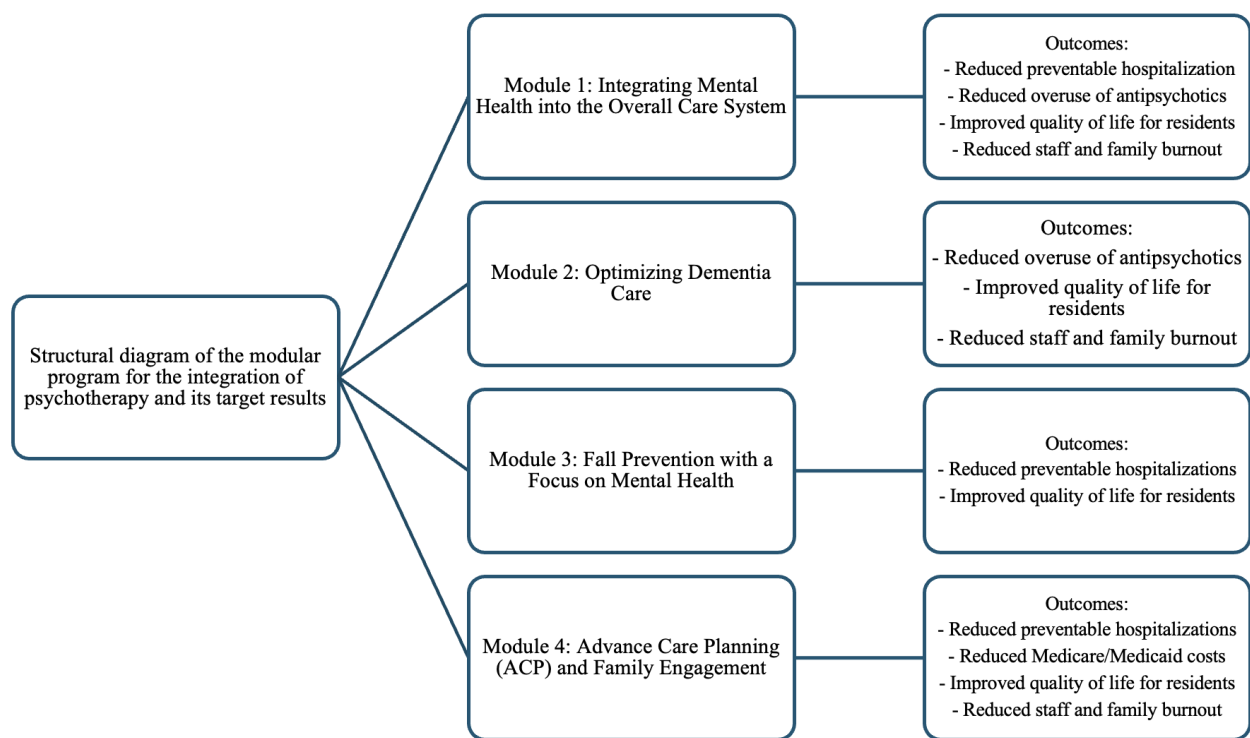 Structural diagram of the modular
program for the integration of
psychotherapy and its target results
Module 1: Integrating Mental
Health into the Overall Care System
Outcomes:
- Reduced preventable hospitalization
- Reduced overuse of antipsychotics
- Improved quality of life for residents
- Reduced staff and family burnout
Module 2: Optimizing Dementia
Care
Outcomes:
- Reduced overuse of antipsychotics
- Improved quality of life for
residents
- Reduced staff and family burnout
Module 3: Fall Prevention with a
Focus on Mental Health
Outcomes:
- Reduced preventable hospitalizations
- Improved quality of life for residents
Module 4: Advance Care Planning
(ACP) and Family Engagement
Outcomes:
- Reduced preventable hospitalizations
- Reduced Medicare/Medicaid costs
- Improved quality of life for residents
- Reduced staff and family burnout